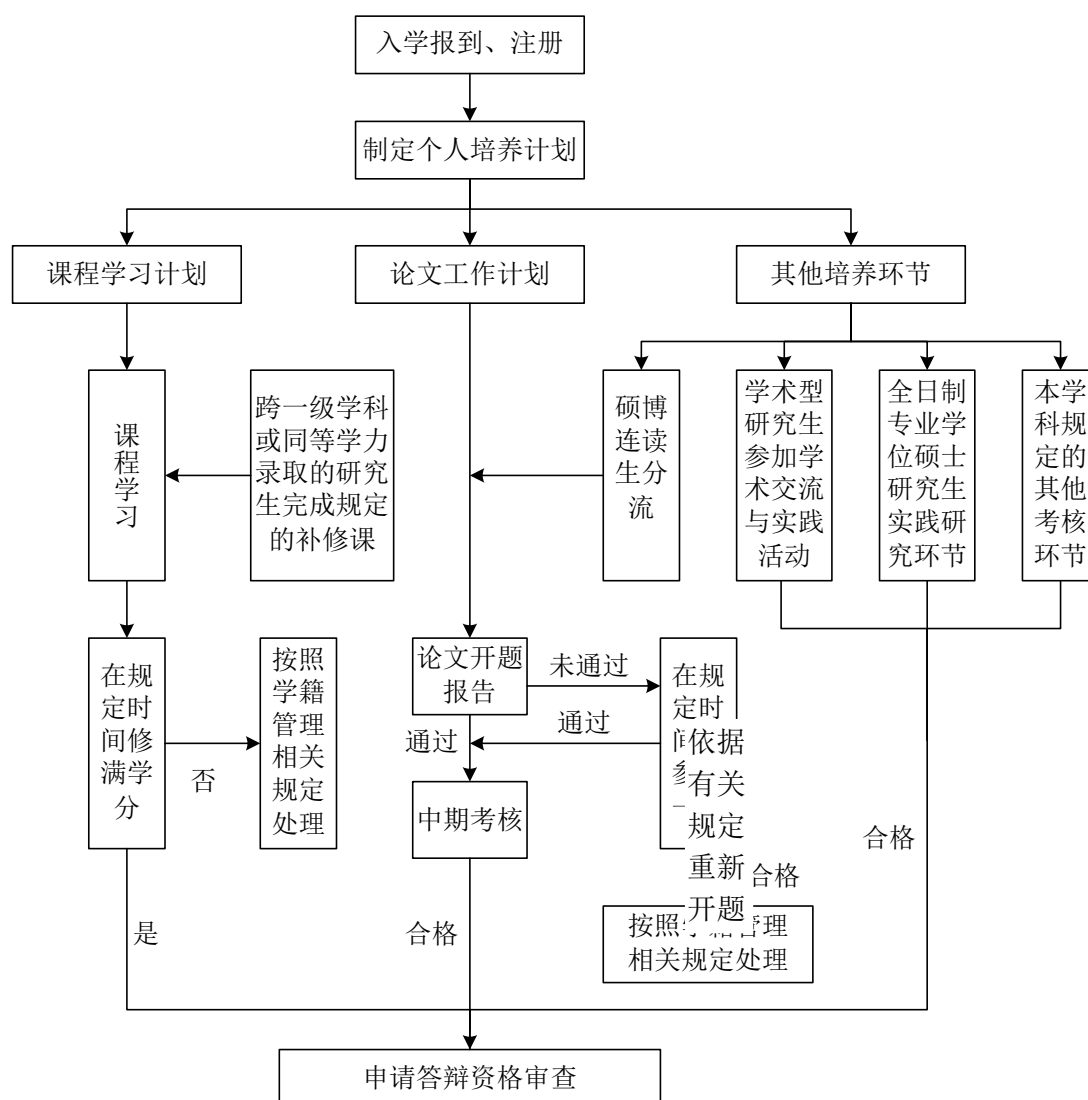 入学报到、注册
制定个人培养计划
课程学习计划
论文工作计划
其他培养环节
课
程
学
习
跨一级学科
或同等学力
录取的研究
生完成规定
的补修课
硕博
连读
生分
流
学术型
研究生
参加学
术交流
与实践
活动
全日制
专业学
位硕士
研究生
实践研
究环节
本学
科规
定的
其他
考核
环节
在规
定时
间修
满学
分
否
按照
学籍
管理
相关
规定
处理
论文开题
报告
未通过
通过
通过
在规
定时
依据
有关
规定
重新
开题
中期考核
合格
合格
是
合格
按照
管理
相关规定处理
申请答辩资格审查